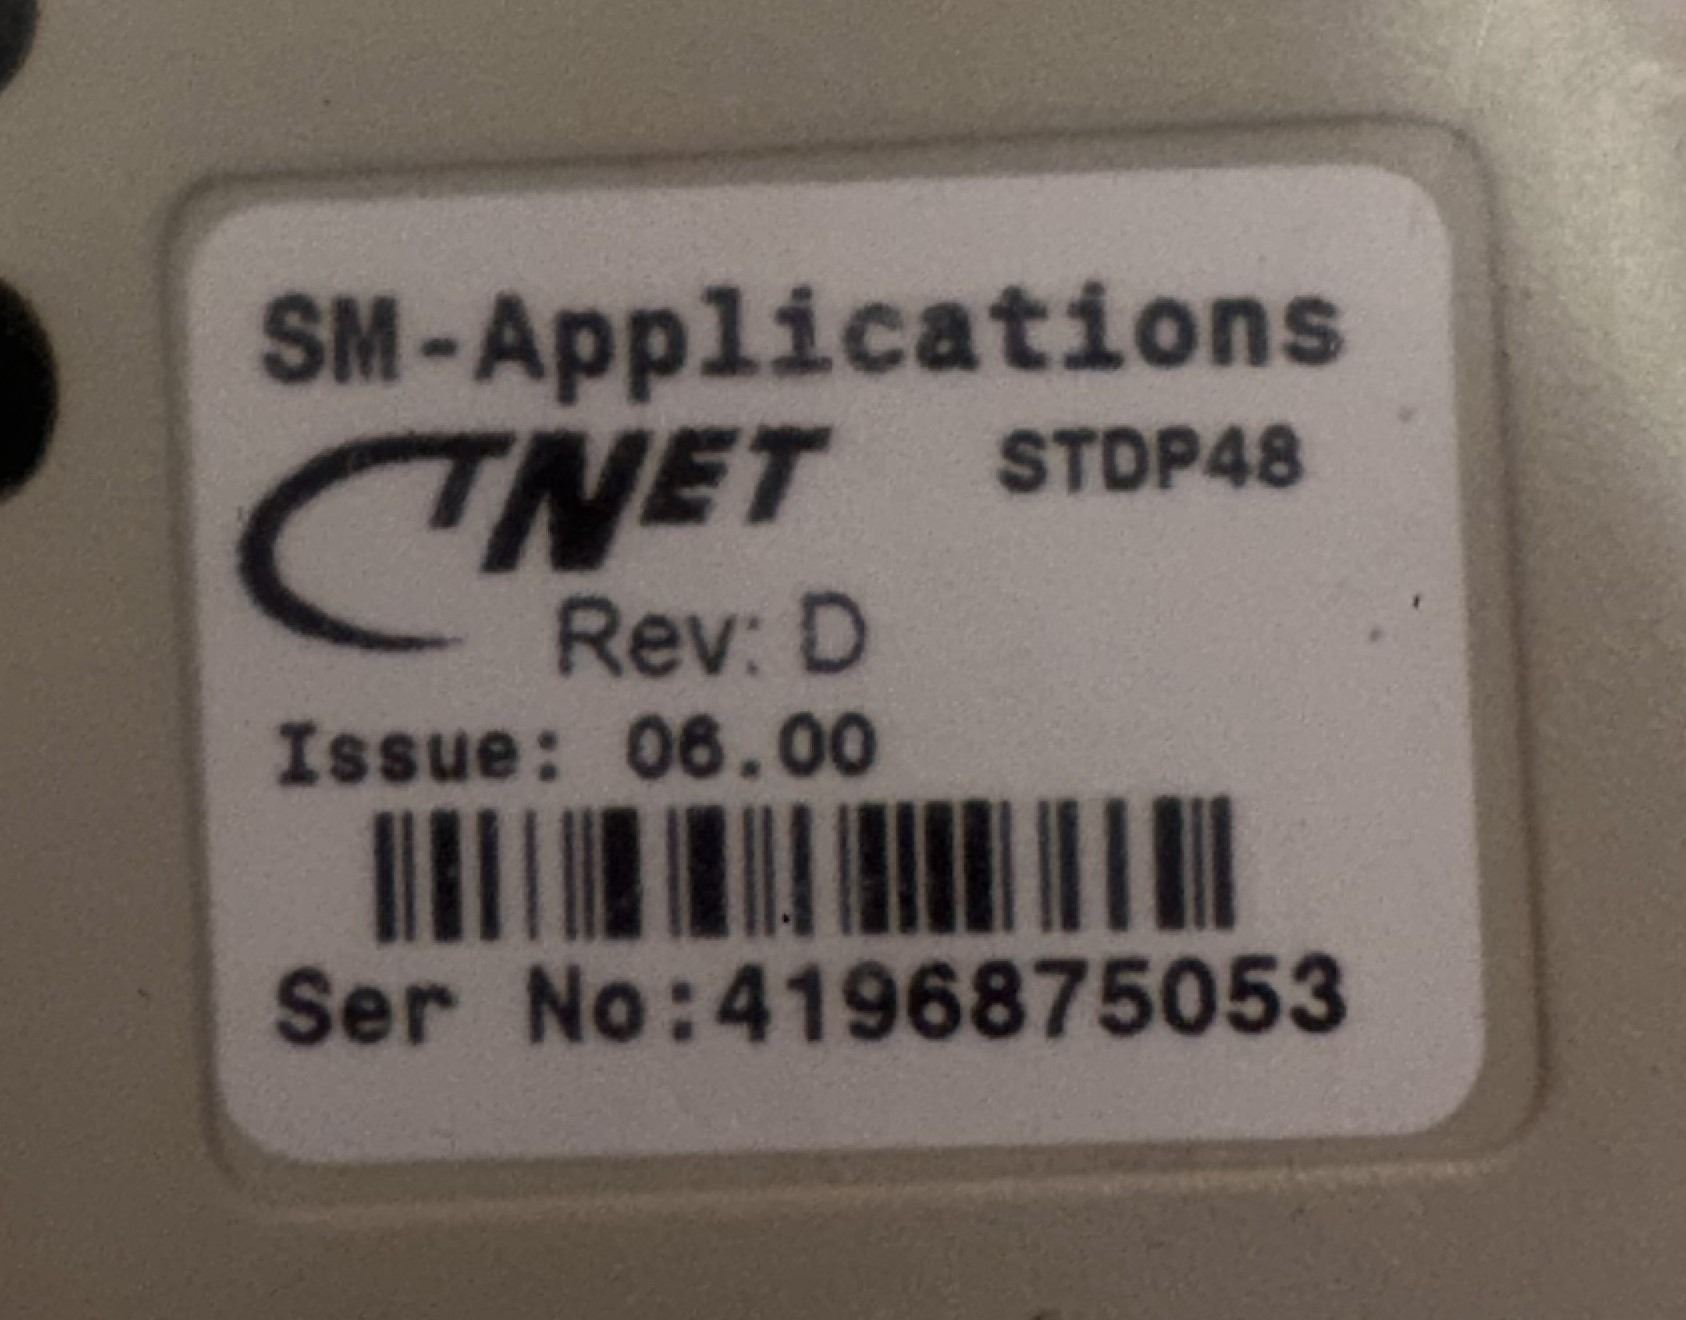 SM-Applications
CTNET STDP48
Rev: D
Issue: 06.00
Ser No:4196875053